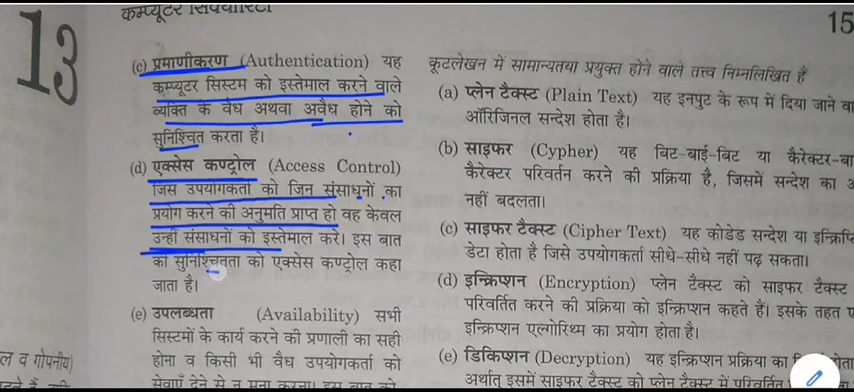 कम्प्यूटर सिक्योरिटी
15
13
(c) प्रमाणीकरण (Authentication) यह
कम्प्यूटर सिस्टम को इस्तेमाल करने वाले
व्यक्ति के वैध अथवा अवैध होने को
सुनिश्चित करता है।
(d) एक्सेस कण्ट्रोल (Access Control)
जिस उपयोगकर्ता को जिन संसाधनों का
प्रयोग करने की अनुमति प्राप्त हो वह केवल
उन्हीं संसाधनों को इस्तेमाल करे। इस बात
की सुनिश्चितता को एक्सेस कण्ट्रोल कहा
जाता है।
(e) उपलब्धता (Availability) सभी
सिस्टमों के कार्य करने की प्रणाली का सही
होना व किसी भी वैध उपयोगकर्ता को
सेवाएँ देने से न मना करना। इस बात को
कूटलेखन में सामान्यतया प्रयुक्त होने वाले तत्त्व निम्नलिखित हैं
(a) प्लेन टैक्स्ट (Plain Text) यह इनपुट के रूप में दिया जाने वा
ऑरिजिनल सन्देश होता है।
(b) साइफर (Cypher) यह बिट-बाई-बिट या कैरेक्टर-बा
कैरेक्टर परिवर्तन करने की प्रक्रिया है, जिसमें सन्देश का अ
नहीं बदलता।
(c) साइफर टैक्स्ट (Cipher Text) यह कोडेड सन्देश या इन्क्रि
डेटा होता है जिसे उपयोगकर्ता सीधे-सीधे नहीं पढ़ सकता।
(d) इन्क्रिप्शन (Encryption) प्लेन टैक्स्ट को साइफर टैक्स्ट
परिवर्तित करने की प्रक्रिया को इन्क्रिप्शन कहते हैं। इसके तहत ए
इन्क्रिप्शन एल्गोरिथ्म का प्रयोग होता है।
(e) डिक्रिप्शन (Decryption) यह इन्क्रिप्शन प्रक्रिया का
अर्थात् इसमें साइफर टैक्स्ट को प्लेन टैक्स्ट में परिवर्तित
ल व गोपनीय)